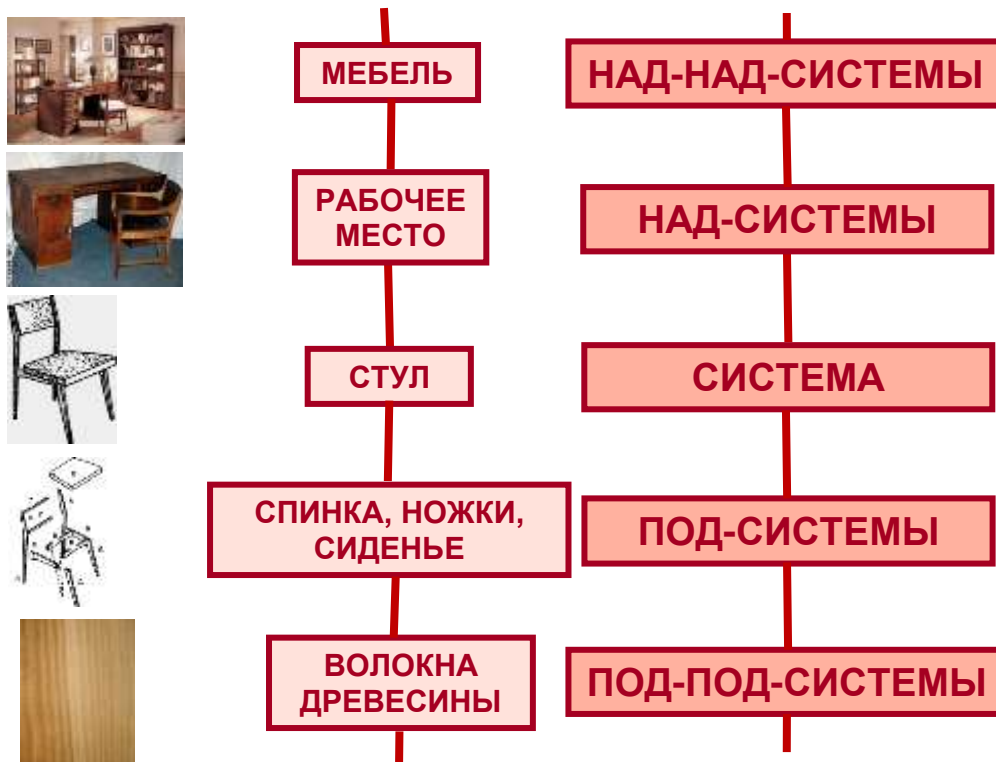 МЕБЕЛЬ
НАД-НАД-СИСТЕМЫ
РАБОЧЕЕ
МЕСТО
НАД-СИСТЕМЫ
СТУЛ
СИСТЕМА
СПИНКА, НОЖКИ,
СИДЕНЬЕ
ПОД-СИСТЕМЫ
ВОЛОКНА
ДРЕВЕСИНЫ
ПОД-ПОД-СИСТЕМЫ